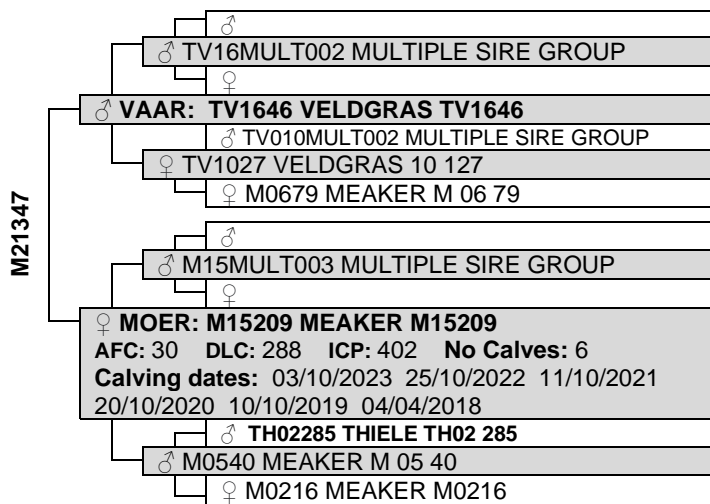 ♂
♂ TV16MULT002 MULTIPLE SIRE GROUP
♀
♂ VAAR: TV1646 VELDGRAS TV1646
♂ TV010MULT002 MULTIPLE SIRE GROUP
♀ TV1027 VELDGRAS 10 127
♀ M0679 MEAKER M 06 79
M21347
♂
♂ M15MULT003 MULTIPLE SIRE GROUP
♀
♀ MOER: M15209 MEAKER M15209
AFC: 30 DLC: 288 ICP: 402 No Calves: 6
Calving dates: 03/10/2023 25/10/2022 11/10/2021
20/10/2020 10/10/2019 04/04/2018
♂ TH02285 THIELE TH02 285
♂ M0540 MEAKER M 05 40
♀ M0216 MEAKER M0216